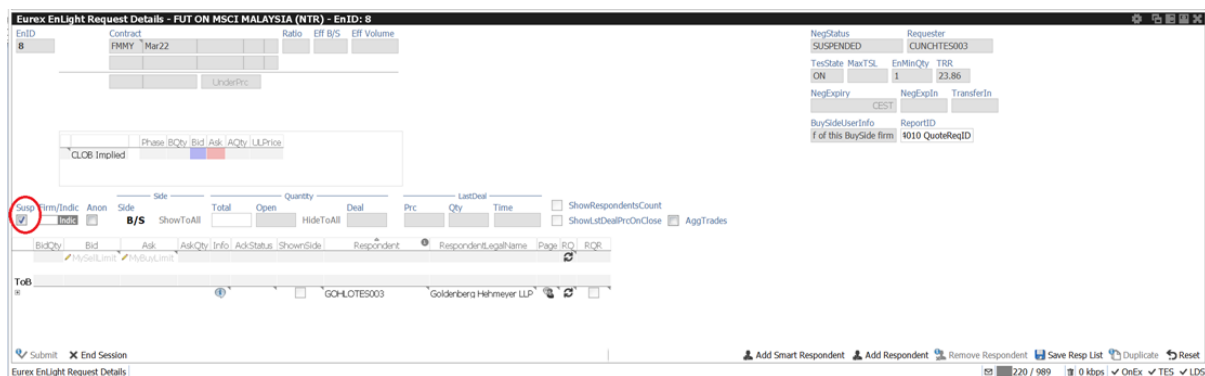 Eurex EnLight Request Details - FUT ON MSCI MALAYSIA (NTR) - EnID: 8
EnID Contract Ratio Eff B/S Eff Volume NegStatus Requester
8 FMMY Mar22 SUSPENDED CUNCHTES003
TesState MaxTSL EnMinQty TRR
ON 1 23.86
UnderPrc
NegExpiry NegExpIn TransferIn
CEST
BuySideUserInfo ReportID
f of this BuySide firm 4010 QuoteReqID
Phase BQty Bid Ask AQty ULPrice
CLOB Implied
Side Quantity LastDeal
Susp Firm/Indic Anon Side Total Open Deal Prc Qty Time ShowRespondentsCount
Indic B/S ShowToAll HideToAll ShowLstDealPrcOnClose AggTrades
BidQty Bid Ask AskQty Info AckStatus ShownSide Respondent RespondentLegalName Page RQ RQR
MySellLimit MyBuyLimit
ToB
GOHLOTES003 Goldenberg Hehmeyer LLP
Submit End Session Add Smart Respondent Add Respondent Remove Respondent Save Resp List Duplicate Reset
Eurex EnLight Request Details 220 / 989 0 kbps OnEx TES LDS